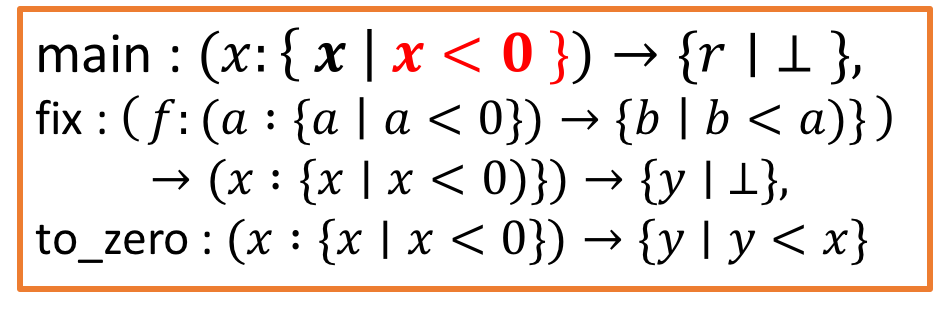 main : (x:{ x | x < 0 }) → {r | ⊥ },
fix : ( f: (a : {a | a < 0}) → {b | b < a)} )
→ (x : {x | x < 0)}) → {y | ⊥},
to_zero : (x : {x | x < 0}) → {y | y < x}